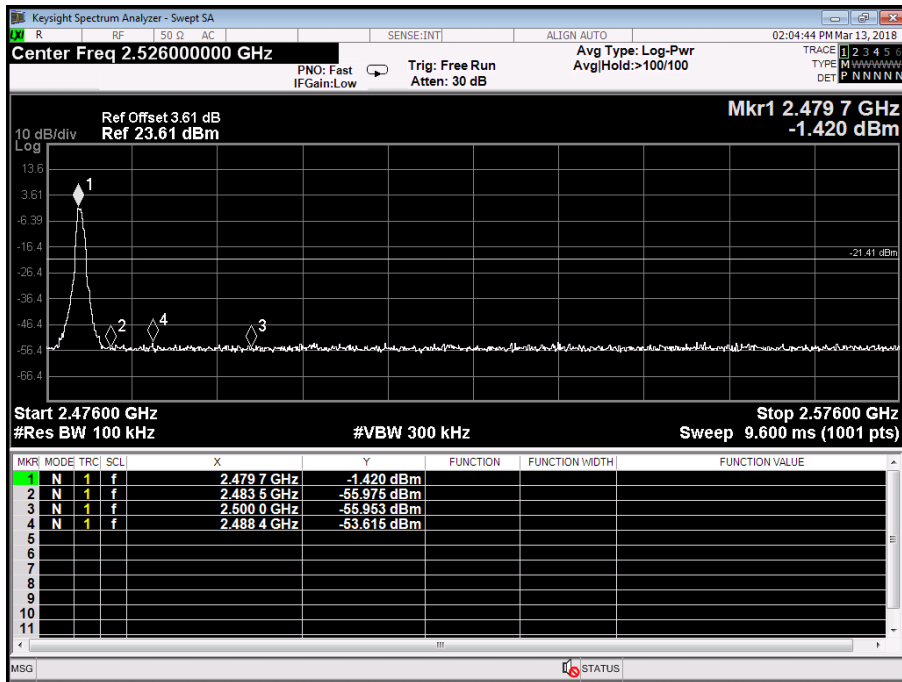 Keysight Spectrum Analyzer - Swept SA
LXI R RF 50 Ω AC SENSE:INT ALIGN AUTO 02:04:44 PM Mar 13, 2018
Center Freq 2.526000000 GHz Avg Type: Log-Pwr TRACE 1 2 3 4 5 6
PNO: Fast Trig: Free Run Avg|Hold:>100/100 TYPE M W W W W W
IFGain:Low Atten: 30 dB DET P N N N N N
Ref Offset 3.61 dB Mkr1 2.479 7 GHz
10 dB/div Ref 23.61 dBm -1.420 dBm
Log
13.6
1
3.61
-6.39
-16.4
-21.41 dBm
-26.4
-36.4
-46.4
2 4 3
-56.4
-66.4
Start 2.47600 GHz Stop 2.57600 GHz
#Res BW 100 kHz #VBW 300 kHz Sweep 9.600 ms (1001 pts)
MKR MODE TRC SCL X Y FUNCTION FUNCTION WIDTH FUNCTION VALUE
1 N 1 f 2.479 7 GHz -1.420 dBm
2 N 1 f 2.483 5 GHz -55.975 dBm
3 N 1 f 2.500 0 GHz -55.953 dBm
4 N 1 f 2.488 4 GHz -53.615 dBm
5
6
7
8
9
10
11
MSG STATUS